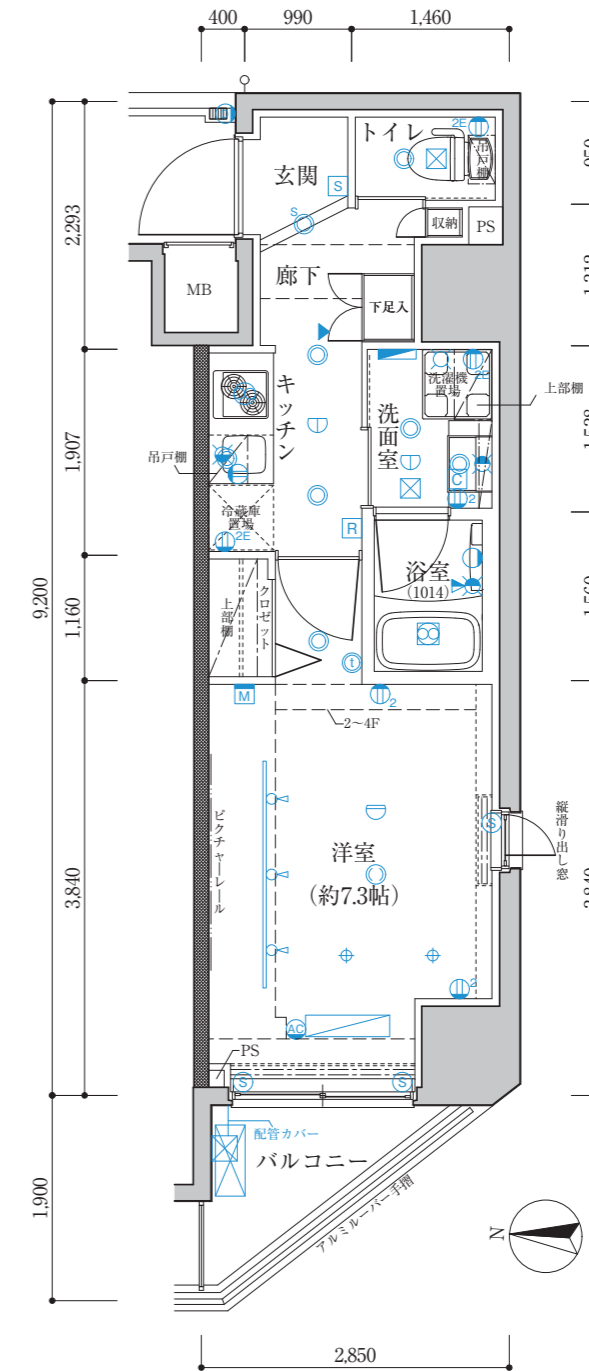 400 990 1,460
2E
トイレ
吊戸棚
玄関
S
S
収納
PS
2,293
廊下
MB
下足入
キッチン
洗面室
洗濯機
置場
2E
上部棚
吊戸棚
1,907
C
2
冷蔵庫
置場
2E
R
浴室
(1014)
9,200
1,160
上部棚
クロゼット
t
M
2
2〜4F
ピクチャーレール
S
縦滑り出し窓
洋室
(約7.3帖)
3,840
2
AC
PS
S
S
配管カバー
バルコニー
アルミルーバー手摺
1,900
N
2,850